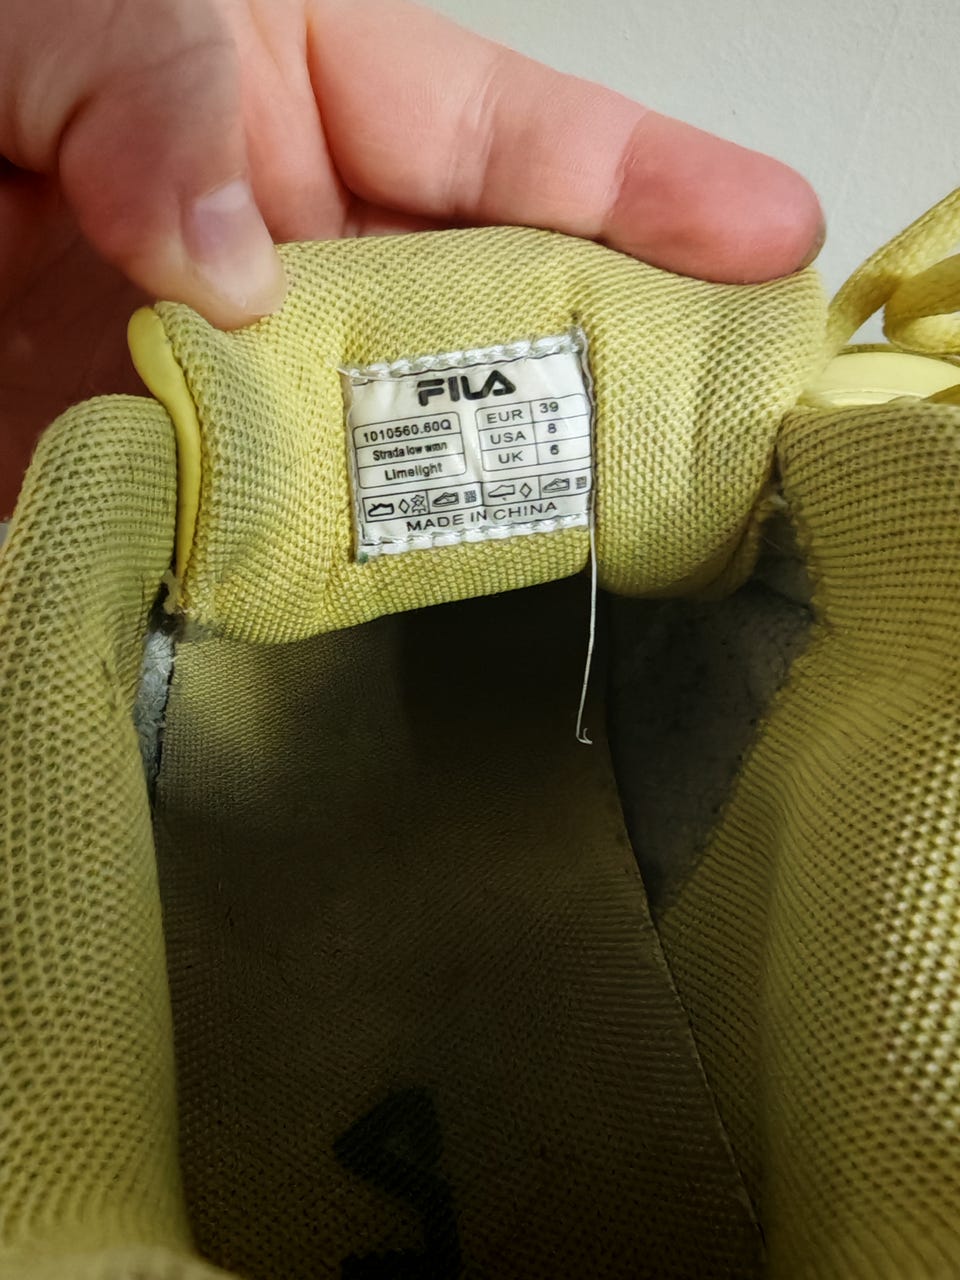 FILA
1010560.60Q
Strada low wmn
Limelight
EUR 39
USA 8
UK 6
MADE IN CHINA